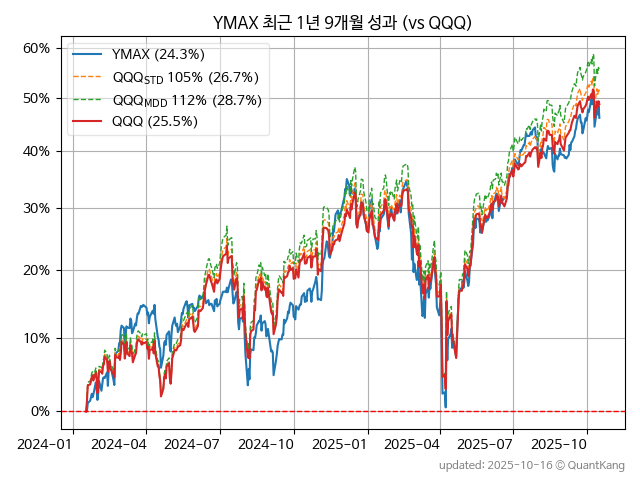 YMAX 최근 1년 9개월 성과 (vs QQQ)
YMAX (24.3%)
QQQSTD 105% (26.7%)
QQQMDD 112% (28.7%)
QQQ (25.5%)
60%
50%
40%
30%
20%
10%
0%
2024-01 2024-04 2024-07 2024-10 2025-01 2025-04 2025-07 2025-10
updated: 2025-10-16 © QuantKang